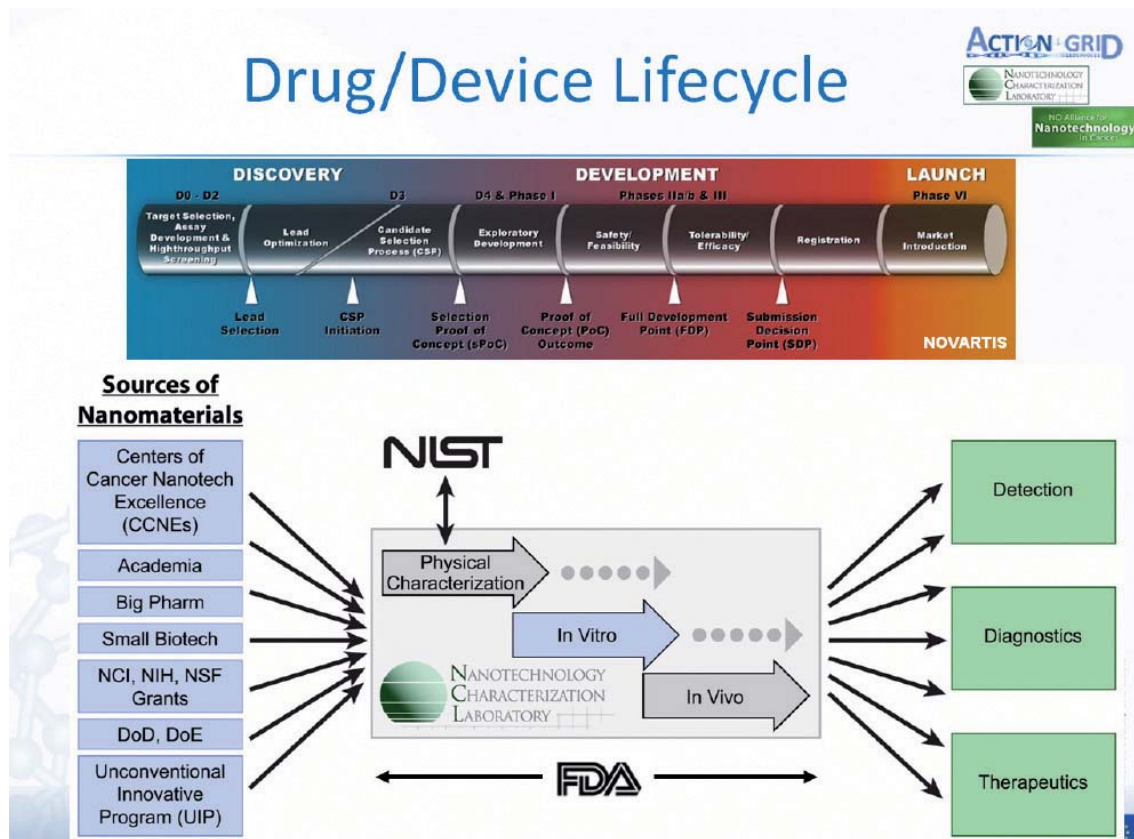 Drug/Device Lifecycle
ACTION-GRID
NANOTECHNOLOGY
CHARACTERIZATION
LABORATORY
NCI Alliance for
Nanotechnology
in Cancer
DISCOVERY
DEVELOPMENT
LAUNCH
D0 - D2
D3
D4 & Phase I
Phases IIa/b & III
Phase VI
Target Selection,
Assay
Development &
Highthroughput
Screening
Lead
Optimization
Candidate
Selection
Process (CSP)
Exploratory
Development
Safety/
Feasibility
Tolerability/
Efficacy
Registration
Market
Introduction
Lead
Selection
CSP
Initiation
Selection
Proof of
Concept (sPoC)
Proof of
Concept (PoC)
Outcome
Full Development
Point (FDP)
Submission
Decision
Point (SDP)
NOVARTIS
Sources of
Nanomaterials
Centers of
Cancer Nanotech
Excellence
(CCNEs)
Academia
Big Pharm
Small Biotech
NCI, NIH, NSF
Grants
DoD, DoE
Unconventional
Innovative
Program (UIP)
NIST
Physical
Characterization
In Vitro
In Vivo
NANOTECHNOLOGY
CHARACTERIZATION
LABORATORY
FDA
Detection
Diagnostics
Therapeutics